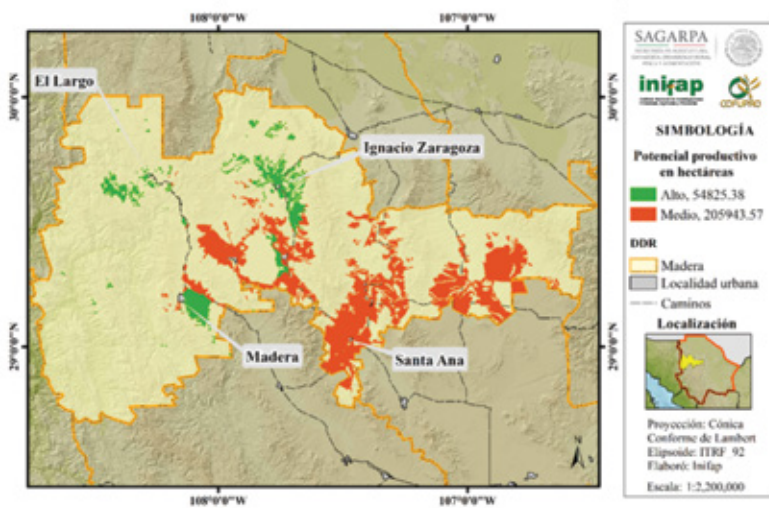 108°0'0"W
107°0'0"W
30°0'0"N
30°0'0"N
El Largo
Ignacio Zaragoza
29°0'0"N
29°0'0"N
Madera
Santa Ana
108°0'0"W
107°0'0"W
SAGARPA
inifap
COFUPRO
SIMBOLOGÍA
Potencial productivo
en hectáreas
Alto, 54825.38
Medio, 205943.57
DDR
Madera
Localidad urbana
Caminos
Localización
N
Proyección: Cónica
Conforme de Lambert
Elipsoide: ITRF 92
Elaboró: Inifap
Escala: 1:2,200,000